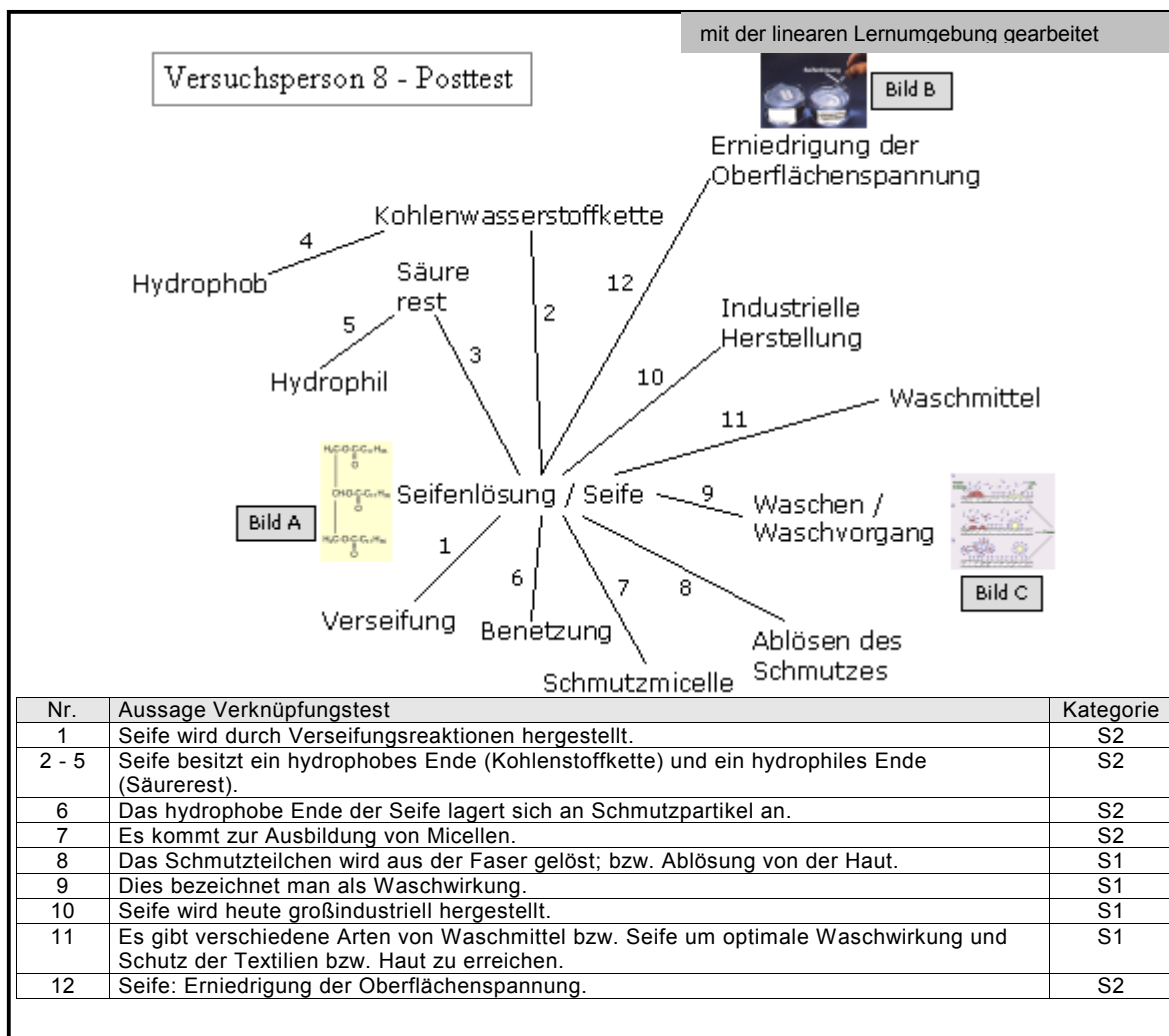 mit der linearen Lernumgebung gearbeitet
Versuchsperson 8 - Posttest
Bild B
Erniedrigung der
Oberflächenspannung
Kohlenwasserstoffkette
4
Hydrophob
Säure
rest
12
2
Industrielle
Herstellung
5
3
Hydrophil
10
Waschmittel
11
Seifenlösung / Seife
9
Waschen /
Waschvorgang
Bild A
Bild C
1
6
7
8
Verseifung
Benetzung
Ablösen des
Schmutzes
Schmutzmicelle
Nr. Aussage Verknüpfungstest Kategorie
1 Seife wird durch Verseifungsreaktionen hergestellt. S2
2 - 5 Seife besitzt ein hydrophobes Ende (Kohlenstoffkette) und ein hydrophiles Ende S2
(Säurerest).
6 Das hydrophobe Ende der Seife lagert sich an Schmutzpartikel an. S2
7 Es kommt zur Ausbildung von Micellen. S2
8 Das Schmutzteilchen wird aus der Faser gelöst; bzw. Ablösung von der Haut. S1
9 Dies bezeichnet man als Waschwirkung. S1
10 Seife wird heute großindustriell hergestellt. S1
11 Es gibt verschiedene Arten von Waschmittel bzw. Seife um optimale Waschwirkung und S1
Schutz der Textilien bzw. Haut zu erreichen.
12 Seife: Erniedrigung der Oberflächenspannung. S2